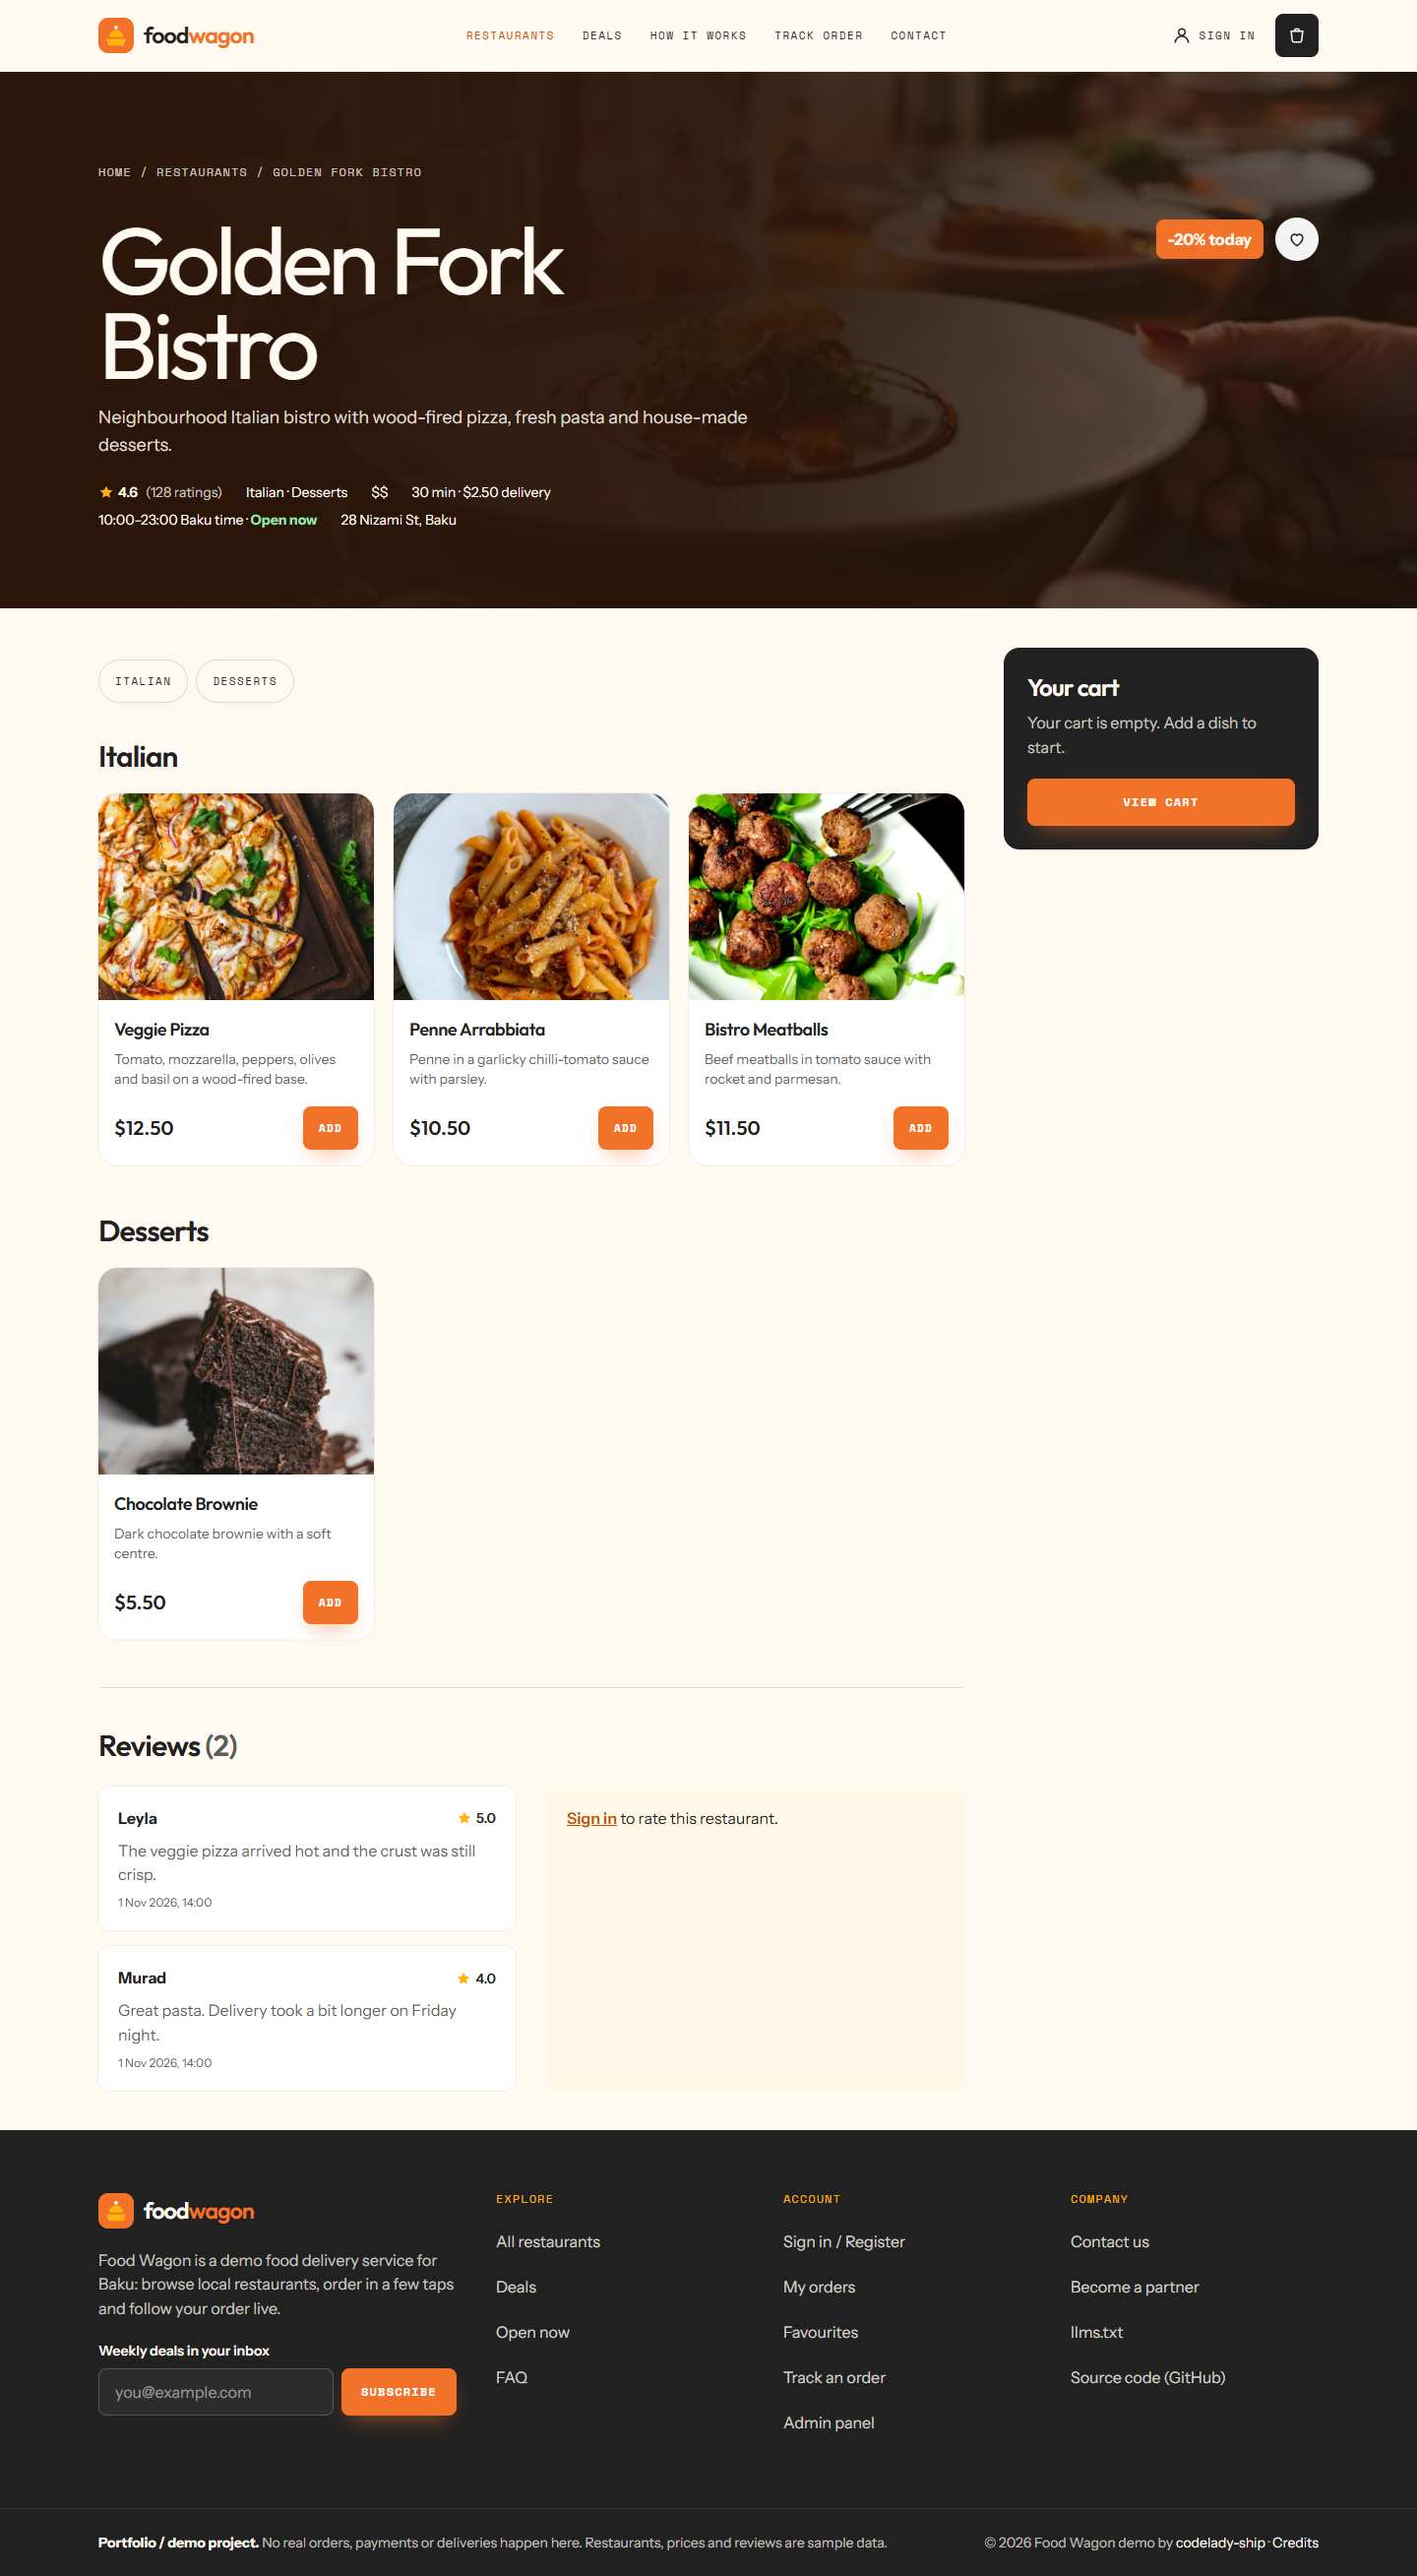 foodwagon
RESTAURANTS DEALS HOW IT WORKS TRACK ORDER CONTACT
SIGN IN
HOME / RESTAURANTS / GOLDEN FORK BISTRO
Golden Fork
Bistro
-20% today
Neighbourhood Italian bistro with wood-fired pizza, fresh pasta and house-made
desserts.
4.6 (128 ratings) Italian · Desserts $$ 30 min · $2.50 delivery
10:00–23:00 Baku time · Open now 28 Nizami St, Baku
ITALIAN DESSERTS
Your cart
Your cart is empty. Add a dish to
start.
VIEW CART
Italian
Veggie Pizza
Tomato, mozzarella, peppers, olives
and basil on a wood-fired base.
$12.50 ADD
Penne Arrabbiata
Penne in a garlicky chilli-tomato sauce
with parsley.
$10.50 ADD
Bistro Meatballs
Beef meatballs in tomato sauce with
rocket and parmesan.
$11.50 ADD
Desserts
Chocolate Brownie
Dark chocolate brownie with a soft
centre.
$5.50 ADD
Reviews (2)
Leyla 5.0
The veggie pizza arrived hot and the crust was still
crisp.
1 Nov 2026, 14:00
Murad 4.0
Great pasta. Delivery took a bit longer on Friday
night.
1 Nov 2026, 14:00
Sign in to rate this restaurant.
foodwagon
Food Wagon is a demo food delivery service for
Baku: browse local restaurants, order in a few taps
and follow your order live.
Weekly deals in your inbox
you@example.com SUBSCRIBE
EXPLORE
All restaurants
Deals
Open now
FAQ
ACCOUNT
Sign in / Register
My orders
Favourites
Track an order
Admin panel
COMPANY
Contact us
Become a partner
llms.txt
Source code (GitHub)
Portfolio / demo project. No real orders, payments or deliveries happen here. Restaurants, prices and reviews are sample data.
© 2026 Food Wagon demo by codelady-ship · Credits